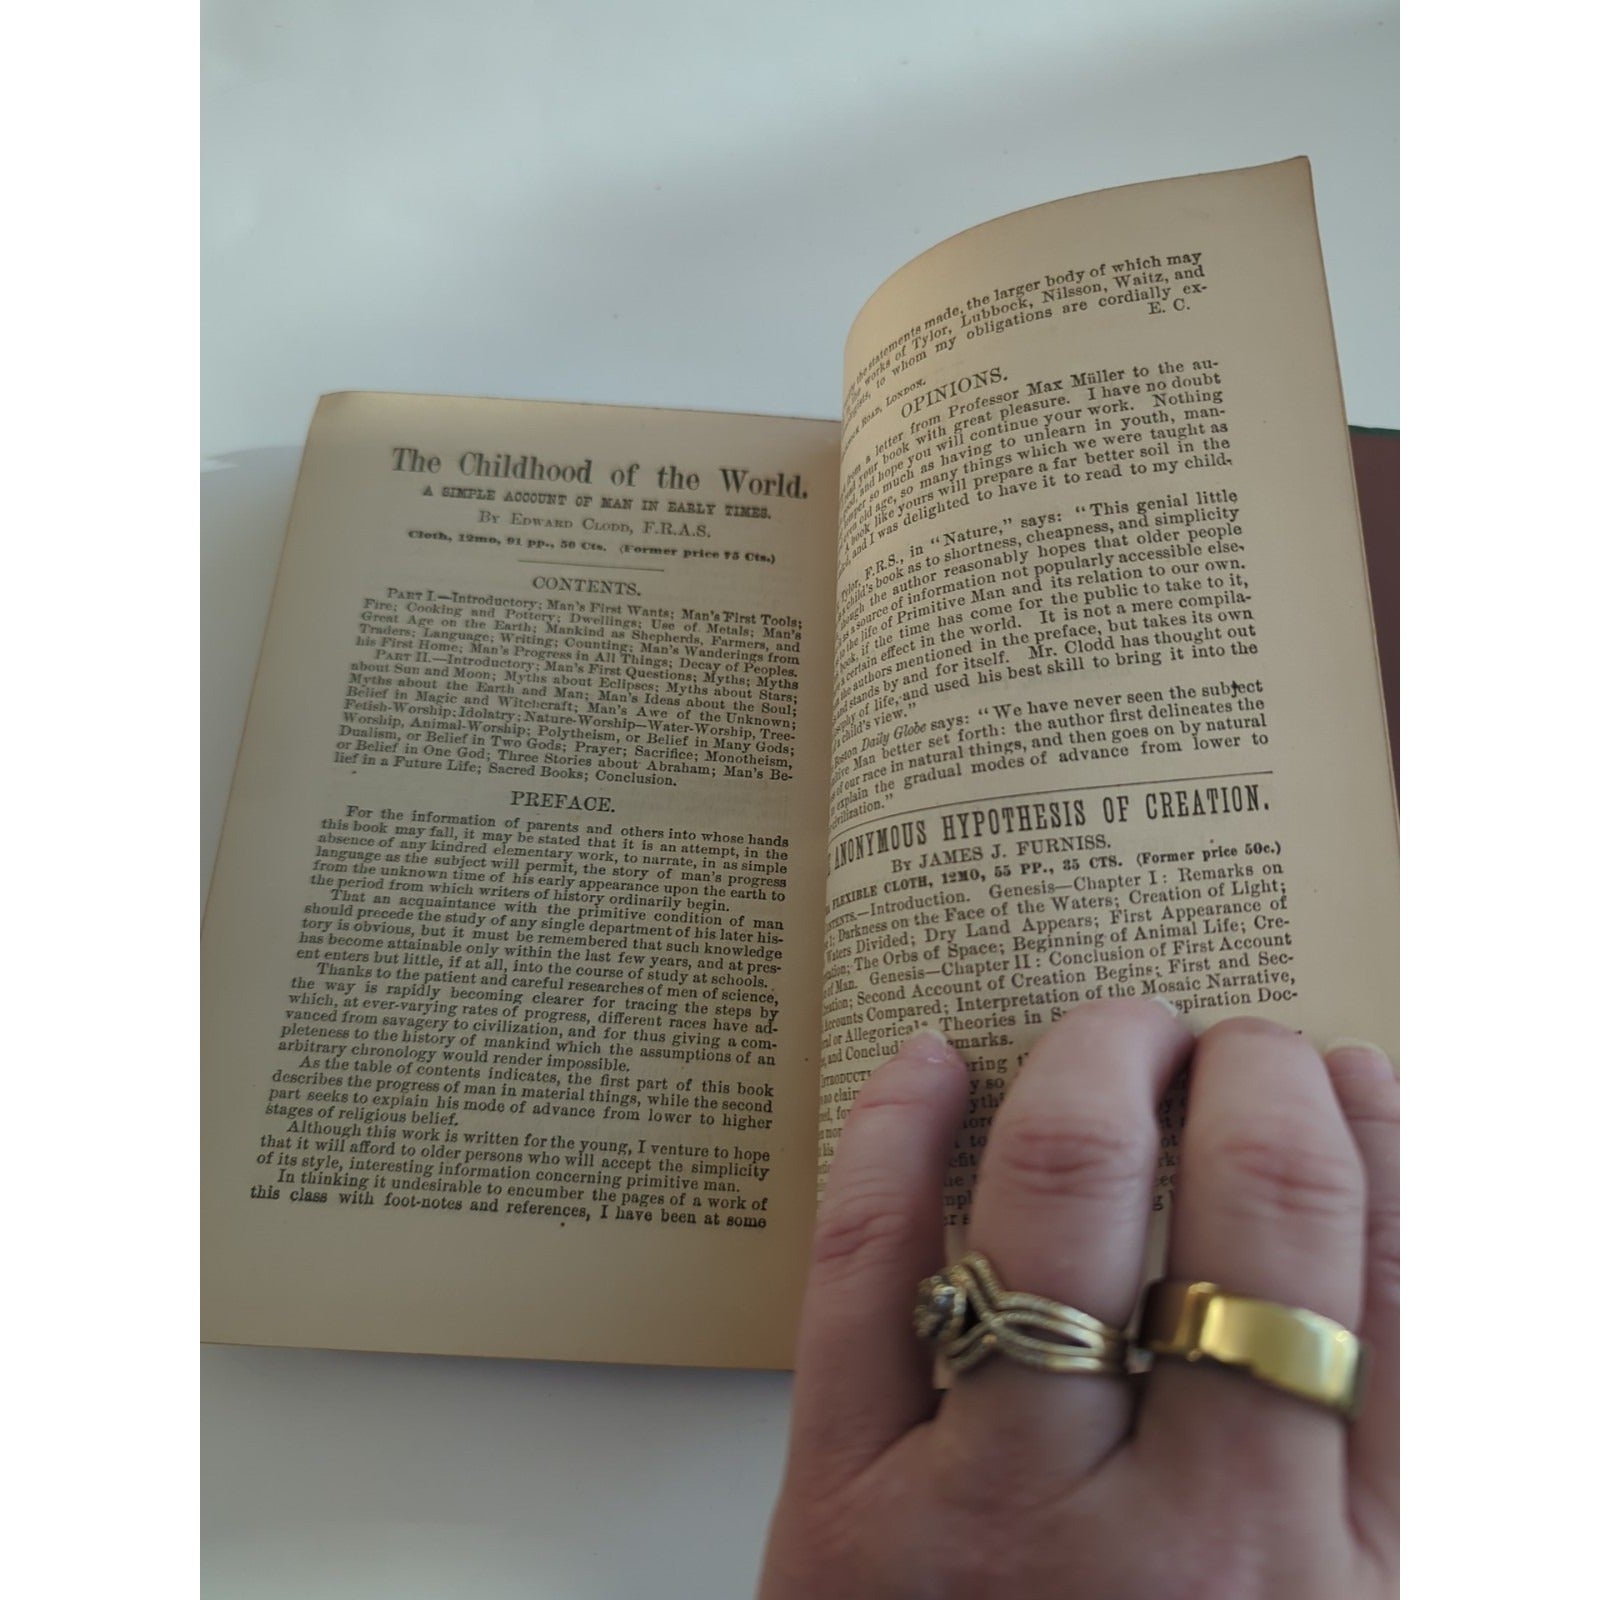 The Childhood of the World.
A SIMPLE ACCOUNT OF MAN IN EARLY TIMES.
BY EDWARD CLODD, F.R.A.S.
Cloth, 12mo, 91 pp., 50 Cts. (Former price 75 Cts.)
CONTENTS.
PART I.—Introductory; Man's First Wants; Man's First Tools;
Fire; Cooking and Pottery; Dwellings; Use of Metals; Man's
Great Age on the Earth; Mankind as Shepherds, Farmers, and
Traders; Language; Writing; Counting; Man's Wanderings from
his First Home; Man's Progress in All Things; Decay of Peoples.
PART II.—Introductory; Man's First Questions; Myths; Myths
about Sun and Moon; Myths about Eclipses; Myths about Stars;
Myths about the Earth and Man; Man's Ideas about the Soul;
Belief in Magic and Witchcraft; Man's Awe of the Unknown;
Fetish-Worship; Idolatry; Nature-Worship—Water-Worship, Tree-
Worship, Animal-Worship; Polytheism, or Belief in Many Gods;
Dualism, or Belief in Two Gods; Prayer; Sacrifice; Monotheism,
or Belief in One God; Three Stories about Abraham; Man's Be-
lief in a Future Life; Sacred Books; Conclusion.
PREFACE.
For the information of parents and others into whose hands
this book may fall, it may be stated that it is an attempt, in the
absence of any kindred elementary work, to narrate, in as simple
language as the subject will permit, the story of man's progress
from the unknown time of his early appearance upon the earth to
the period from which writers of history ordinarily begin.
That an acquaintance with the primitive condition of man
should precede the study of any single department of his later his-
tory is obvious, but it must be remembered that such knowledge
has become attainable only within the last few years, and at pres-
ent enters but little, if at all, into the course of study at schools.
Thanks to the patient and careful researches of men of science,
the way is rapidly becoming clearer for tracing the steps by
which, at ever-varying rates of progress, different races have ad-
vanced from savagery to civilization, and for thus giving a com-
pleteness to the history of mankind which the assumptions of an
arbitrary chronology would render impossible.
As the table of contents indicates, the first part of this book
describes the progress of man in material things, while the second
part seeks to explain his mode of advance from lower to higher
stages of religious belief.
Although this work is written for the young, I venture to hope
that it will afford to older persons who will accept the simplicity
of its style, interesting information concerning primitive man.
In thinking it undesirable to encumber the pages of a work of
this class with foot-notes and references, I have been at some
the statements made, the larger body of which may
the works of Tylor, Lubbock, Nilsson, Waitz, and
to whom my obligations are cordially ex-
E. C.
ROAD, LONDON.
OPINIONS.
from a letter from Professor Max Müller to the au-
your book with great pleasure. I have no doubt
and hope you will continue your work. Nothing
so much as having to unlearn in youth, man-
old age, so many things which we were taught as
A book like yours will prepare a far better soil in the
and I was delighted to have it to read to my child-
Tylor, F.R.S., in "Nature," says: "This genial little
child's book as to shortness, cheapness, and simplicity
though the author reasonably hopes that older people
as a source of information not popularly accessible else-
to the life of Primitive Man and its relation to our own.
book, if the time has come for the public to take to it,
a certain effect in the world. It is not a mere compila-
the authors mentioned in the preface, but takes its own
and stands by and for itself. Mr. Clodd has thought out
of life, and used his best skill to bring it into the
a child's view."
Boston Daily Globe says: "We have never seen the subject
Man better set forth: the author first delineates the
of our race in natural things, and then goes on by natural
explain the gradual modes of advance from lower to
civilization."
ANONYMOUS HYPOTHESIS OF CREATION.
BY JAMES J. FURNISS.
FLEXIBLE CLOTH, 12MO, 55 PP., 35 CTS. (Former price 50c.)
—Introduction. Genesis—Chapter I: Remarks on
Darkness on the Face of the Waters; Creation of Light;
Waters Divided; Dry Land Appears; First Appearance of
The Orbs of Space; Beginning of Animal Life; Cre-
of Man. Genesis—Chapter II: Conclusion of First Account
Second Account of Creation Begins; First and Sec-
Accounts Compared; Interpretation of the Mosaic Narrative,
or Allegorical; Theories in
and